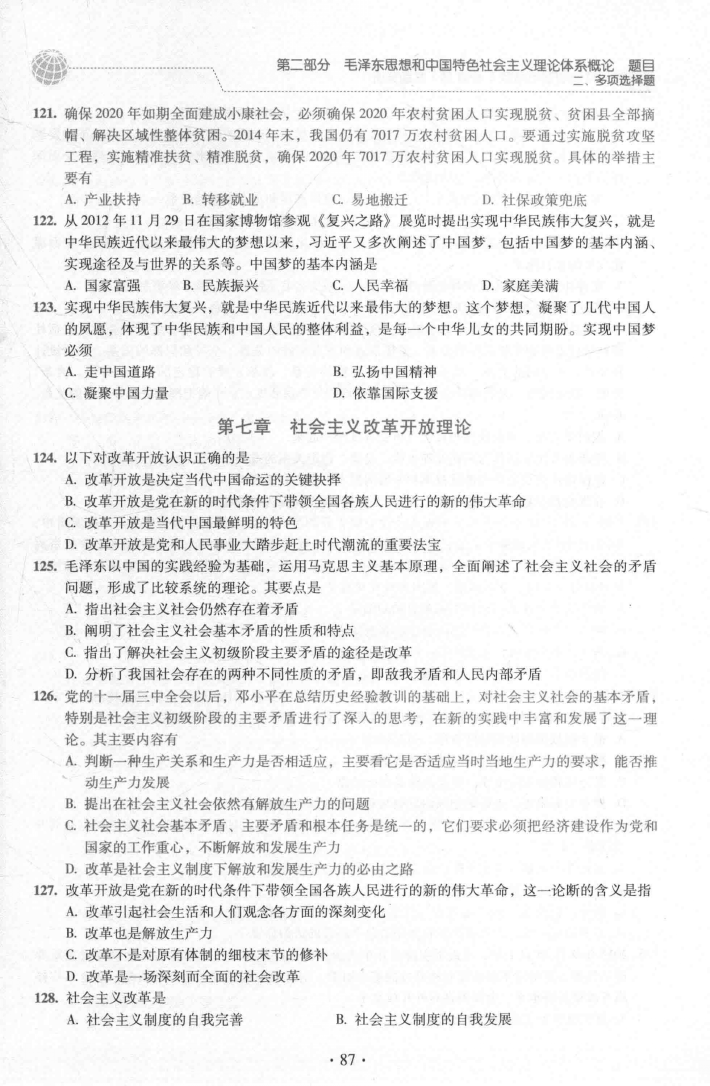 第二部分 毛泽东思想和中国特色社会主义理论体系概论 题目
二、多项选择题
121. 确保 2020 年如期全面建成小康社会，必须确保 2020 年农村贫困人口实现脱贫、贫困县全部摘
帽、解决区域性整体贫困。2014 年末，我国仍有 7017 万农村贫困人口。要通过实施脱贫攻坚
工程，实施精准扶贫、精准脱贫，确保 2020 年 7017 万农村贫困人口实现脱贫。具体的举措主
要有
A. 产业扶持 B. 转移就业 C. 易地搬迁 D. 社保政策兜底
122. 从 2012 年 11 月 29 日在国家博物馆参观《复兴之路》展览时提出实现中华民族伟大复兴，就是
中华民族近代以来最伟大的梦想以来，习近平又多次阐述了中国梦，包括中国梦的基本内涵、
实现途径及与世界的关系等。中国梦的基本内涵是
A. 国家富强 B. 民族振兴 C. 人民幸福 D. 家庭美满
123. 实现中华民族伟大复兴，就是中华民族近代以来最伟大的梦想。这个梦想，凝聚了几代中国人
的夙愿，体现了中华民族和中国人民的整体利益，是每一个中华儿女的共同期盼。实现中国梦
必须
A. 走中国道路 B. 弘扬中国精神
C. 凝聚中国力量 D. 依靠国际支援
第七章 社会主义改革开放理论
124. 以下对改革开放认识正确的是
A. 改革开放是决定当代中国命运的关键抉择
B. 改革开放是党在新的时代条件下带领全国各族人民进行的新的伟大革命
C. 改革开放是当代中国最鲜明的特色
D. 改革开放是党和人民事业大踏步赶上时代潮流的重要法宝
125. 毛泽东以中国的实践经验为基础，运用马克思主义基本原理，全面阐述了社会主义社会的矛盾
问题，形成了比较系统的理论。其要点是
A. 指出社会主义社会仍然存在着矛盾
B. 阐明了社会主义社会基本矛盾的性质和特点
C. 指出了解决社会主义初级阶段主要矛盾的途径是改革
D. 分析了我国社会存在的两种不同性质的矛盾，即敌我矛盾和人民内部矛盾
126. 党的十一届三中全会以后，邓小平在总结历史经验教训的基础上，对社会主义社会的基本矛盾，
特别是社会主义初级阶段的主要矛盾进行了深入的思考，在新的实践中丰富和发展了这一理
论。其主要内容有
A. 判断一种生产关系和生产力是否相适应，主要看它是否适应当时当地生产力的要求，能否推
动生产力发展
B. 提出在社会主义社会依然有解放生产力的问题
C. 社会主义社会基本矛盾、主要矛盾和根本任务是统一的，它们要求必须把经济建设作为党和
国家的工作重心，不断解放和发展生产力
D. 改革是社会主义制度下解放和发展生产力的必由之路
127. 改革开放是党在新的时代条件下带领全国各族人民进行的新的伟大革命，这一论断的含义是指
A. 改革引起社会生活和人们观念各方面的深刻变化
B. 改革也是解放生产力
C. 改革不是对原有体制的细枝末节的修补
D. 改革是一场深刻而全面的社会改革
128. 社会主义改革是
A. 社会主义制度的自我完善 B. 社会主义制度的自我发展
· 87 ·